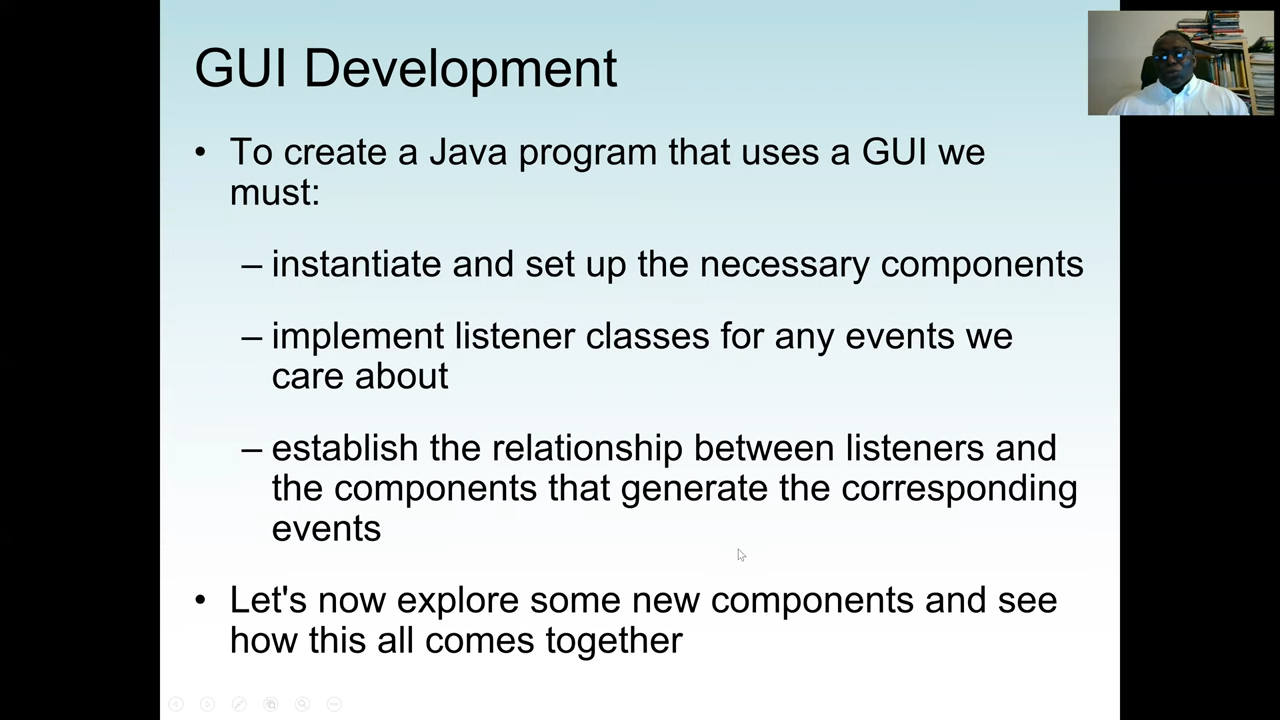 GUI Development
• To create a Java program that uses a GUI we
must:
– instantiate and set up the necessary components
– implement listener classes for any events we
care about
– establish the relationship between listeners and
the components that generate the corresponding
events
• Let's now explore some new components and see
how this all comes together